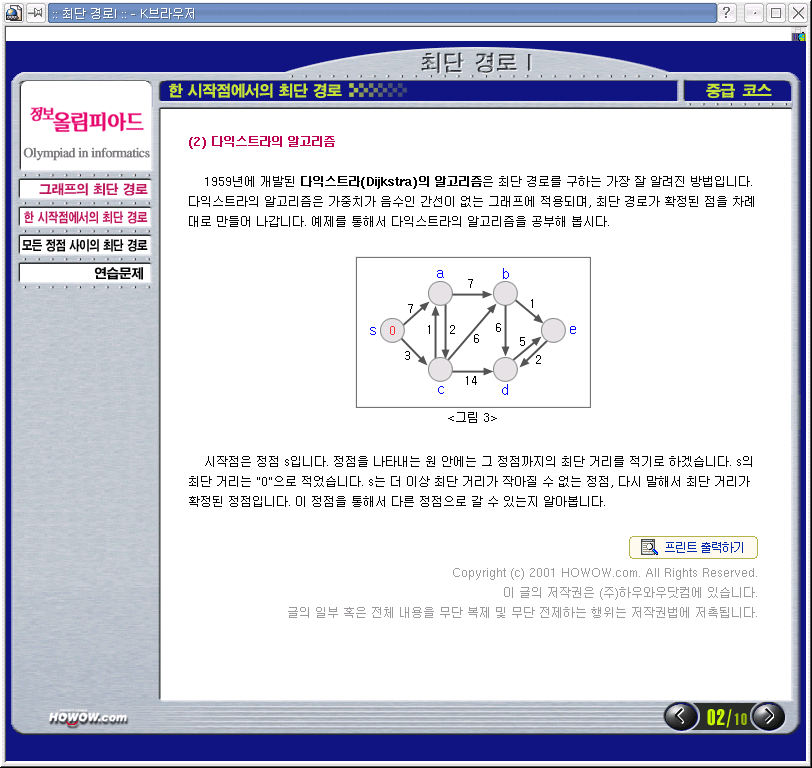 :: 최단 경로I :: - K브라우저
최단 경로 I
한 시작점에서의 최단 경로
중급 코스
정보올림피아드
Olympiad in informatics
그래프의 최단 경로
한 시작점에서의 최단 경로
모든 정점 사이의 최단 경로
연습문제
(2) 다익스트라의 알고리즘
1959년에 개발된 다익스트라(Dijkstra)의 알고리즘은 최단 경로를 구하는 가장 잘 알려진 방법입니다.
다익스트라의 알고리즘은 가중치가 음수인 간선이 없는 그래프에 적용되며, 최단 경로가 확정된 점을 차례
대로 만들어 나갑니다. 예제를 통해서 다익스트라의 알고리즘을 공부해 봅시다.
a
b
7
7
1
s
0
1
2
6
6
5
e
3
2
14
c
d
<그림 3>
시작점은 정점 s입니다. 정점을 나타내는 원 안에는 그 정점까지의 최단 거리를 적기로 하겠습니다. s의
최단 거리는 "0"으로 적었습니다. s는 더 이상 최단 거리가 작아질 수 없는 정점, 다시 말해서 최단 거리가
확정된 정점입니다. 이 정점을 통해서 다른 정점으로 갈 수 있는지 알아봅니다.
프린트 출력하기
Copyright (c) 2001 HOWOW.com. All Rights Reserved.
이 글의 저작권은 (주)하우와우닷컴에 있습니다.
글의 일부 혹은 전체 내용을 무단 복제 및 무단 전제하는 행위는 저작권법에 저촉됩니다.
HOWOW.com
02/10